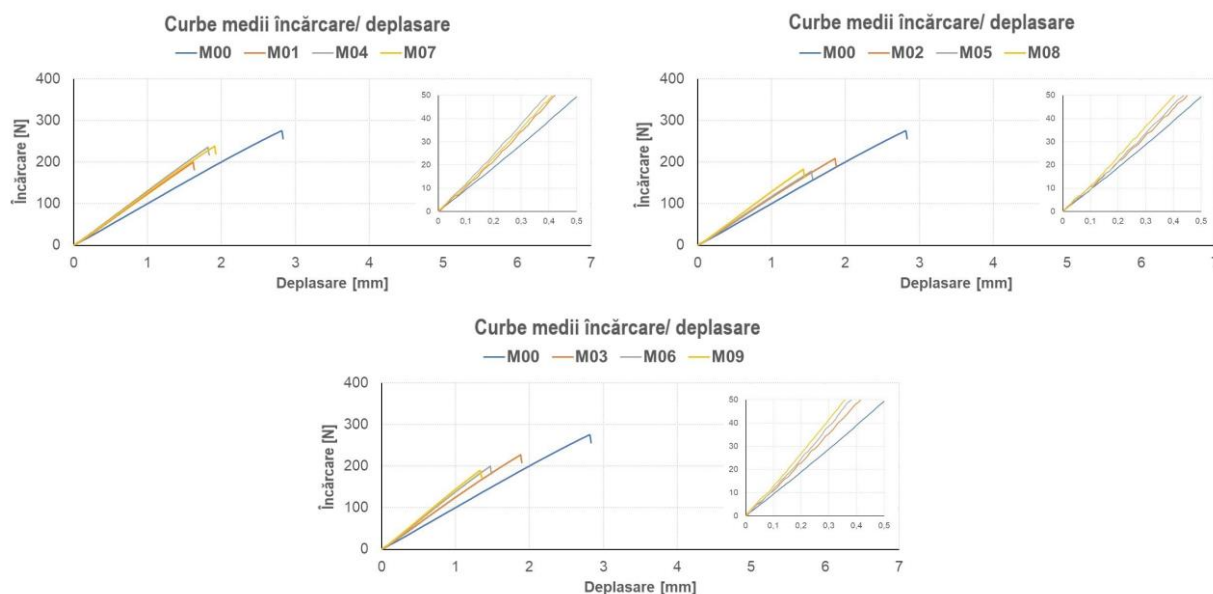 Curbe medii încărcare/ deplasare
M00 M01 M04 M07
Încărcare [N]
400
300
200
100
0
0 1 2 3 4 5 6 7
Deplasare [mm]
50
40
30
20
10
0
0 0,1 0,2 0,3 0,4 0,5
Curbe medii încărcare/ deplasare
M00 M02 M05 M08
Încărcare [N]
400
300
200
100
0
0 1 2 3 4 5 6 7
Deplasare [mm]
50
40
30
20
10
0
0 0,1 0,2 0,3 0,4 0,5
Curbe medii încărcare/ deplasare
M00 M03 M06 M09
Încărcare [N]
400
300
200
100
0
0 1 2 3 4 5 6 7
Deplasare [mm]
50
40
30
20
10
0
0 0,1 0,2 0,3 0,4 0,5